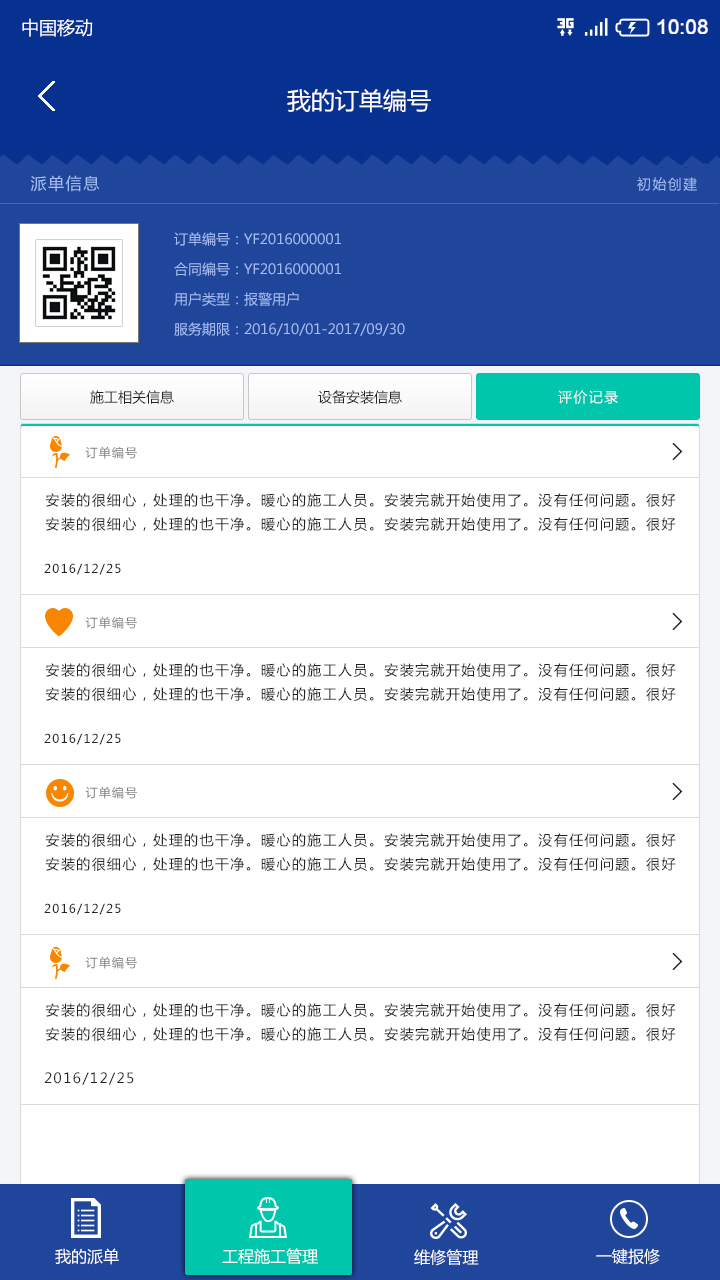 中国移动
3G 10:08
我的订单编号
派单信息
初始创建
订单编号：YF2016000001
合同编号：YF2016000001
用户类型：报警用户
服务期限：2016/10/01-2017/09/30
施工相关信息
设备安装信息
评价记录
订单编号
安装的很细心，处理的也干净。暖心的施工人员。安装完就开始使用了。没有任何问题。很好
安装的很细心，处理的也干净。暖心的施工人员。安装完就开始使用了。没有任何问题。很好
2016/12/25
订单编号
安装的很细心，处理的也干净。暖心的施工人员。安装完就开始使用了。没有任何问题。很好
安装的很细心，处理的也干净。暖心的施工人员。安装完就开始使用了。没有任何问题。很好
2016/12/25
订单编号
安装的很细心，处理的也干净。暖心的施工人员。安装完就开始使用了。没有任何问题。很好
安装的很细心，处理的也干净。暖心的施工人员。安装完就开始使用了。没有任何问题。很好
2016/12/25
订单编号
安装的很细心，处理的也干净。暖心的施工人员。安装完就开始使用了。没有任何问题。很好
安装的很细心，处理的也干净。暖心的施工人员。安装完就开始使用了。没有任何问题。很好
2016/12/25
我的派单
工程施工管理
维修管理
一键报修